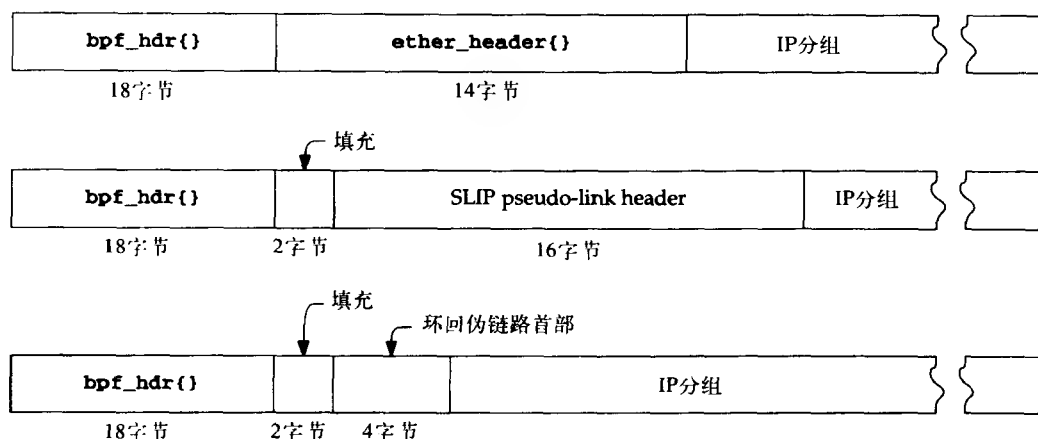 bpf_hdr{} ether_header{} IP分组
18字节 14字节
填充
bpf_hdr{} SLIP pseudo-link header IP分组
18字节 2字节 16字节
填充
环回伪链路首部
bpf_hdr{} IP分组
18字节 2字节 4字节